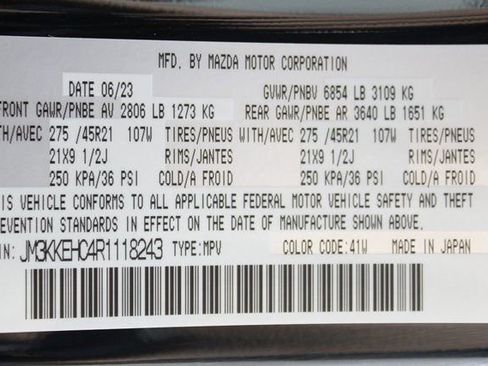 MFD. BY MAZDA MOTOR CORPORATION
DATE 06/23 GVWR/PNBV 6854 LB 3109 KG
FRONT GAWR/PNBE AV 2806 LB 1273 KG REAR GAWR/PNBE AR 3640 LB 1651 KG
TH/AVEC 275 /45R21 107W TIRES/PNEUS WITH/AVEC 275 /45R21 107W TIRES/PNEUS
21X9 1/2J RIMS/JANTES 21X9 1/2J RIMS/JANTES
250 KPA/36 PSI COLD/A FROID 250 KPA/36 PSI COLD/A FROID
IS VEHICLE CONFORMS TO ALL APPLICABLE FEDERAL MOTOR VEHICLE SAFETY AND THEFT
EVENTION STANDARDS IN EFFECT ON THE DATE OF MANUFACTURE SHOWN ABOVE.
IN: JM3KKEHC4R1118243 TYPE:MPV COLOR CODE:41W MADE IN JAPAN